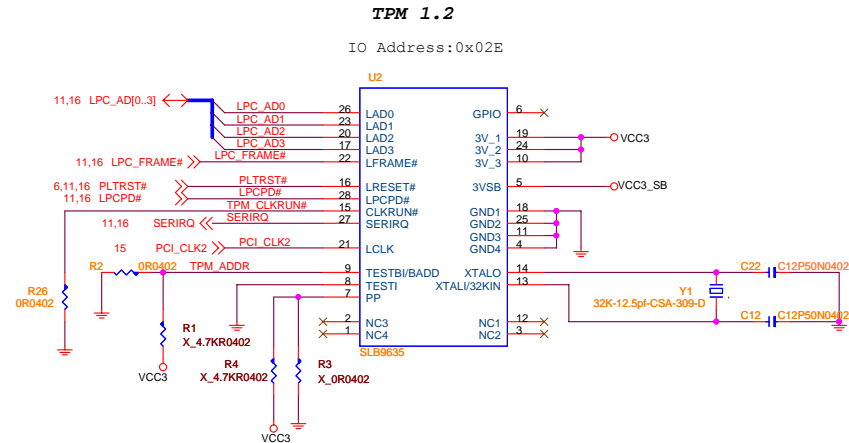 TPM 1.2
IO Address:0x02E
U2
11,16 LPC_AD[0..3]
LPC_AD0 26 LAD0 GPIO 6
LPC_AD1 23 LAD1
LPC_AD2 20 LAD2 3V_1 19 VCC3
LPC_AD3 17 LAD3 3V_2 24
11,16 LPC_FRAME# LPC_FRAME# 22 LFRAME# 3V_3 10
6,11,16 PLTRST# PLTRST# 16 LRESET# 3VSB 5 VCC3_SB
11,16 LPCPD# LPCPD# 28 LPCPD#
TPM_CLKRUN# 15 CLKRUN# GND1 18
11,16 SERIRQ SERIRQ 27 SERIRQ GND2 25
GND3 11
15 PCI_CLK2 PCI_CLK2 21 LCLK GND4 4
R2 0R0402 TPM_ADDR 9 TESTBI/BADD XTALO 14 C22 C12P50N0402
8 TESTI XTALI/32KIN 13
R26
0R0402
7 PP
Y1
32K-12.5pf-CSA-309-D
2 NC3 NC1 12 C12 C12P50N0402
1 NC4 NC2 3
R1
X_4.7KR0402
SLB9635
VCC3
R4
X_4.7KR0402
R3
X_0R0402
VCC3